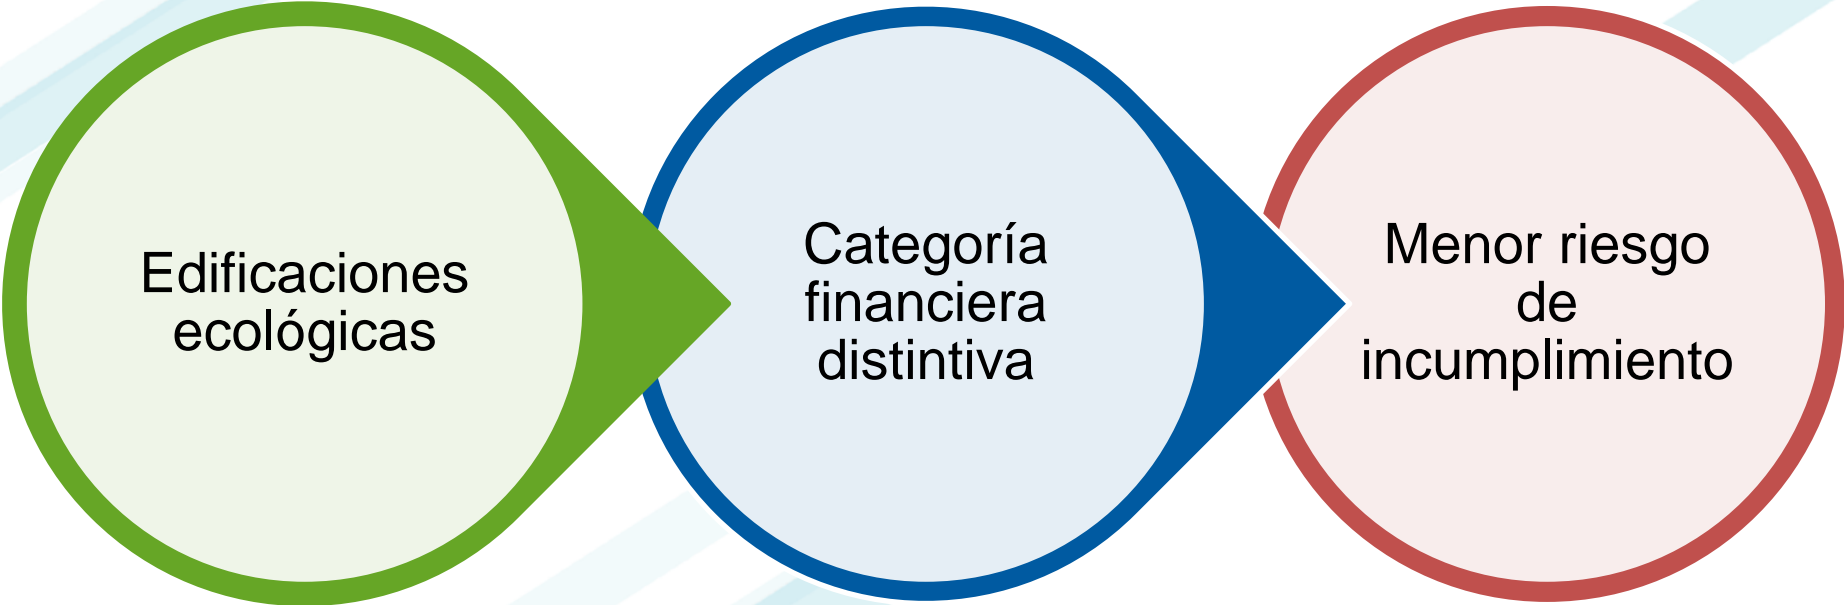 Edificaciones
ecológicas
Categoría
financiera
distintiva
Menor riesgo
de
incumplimiento